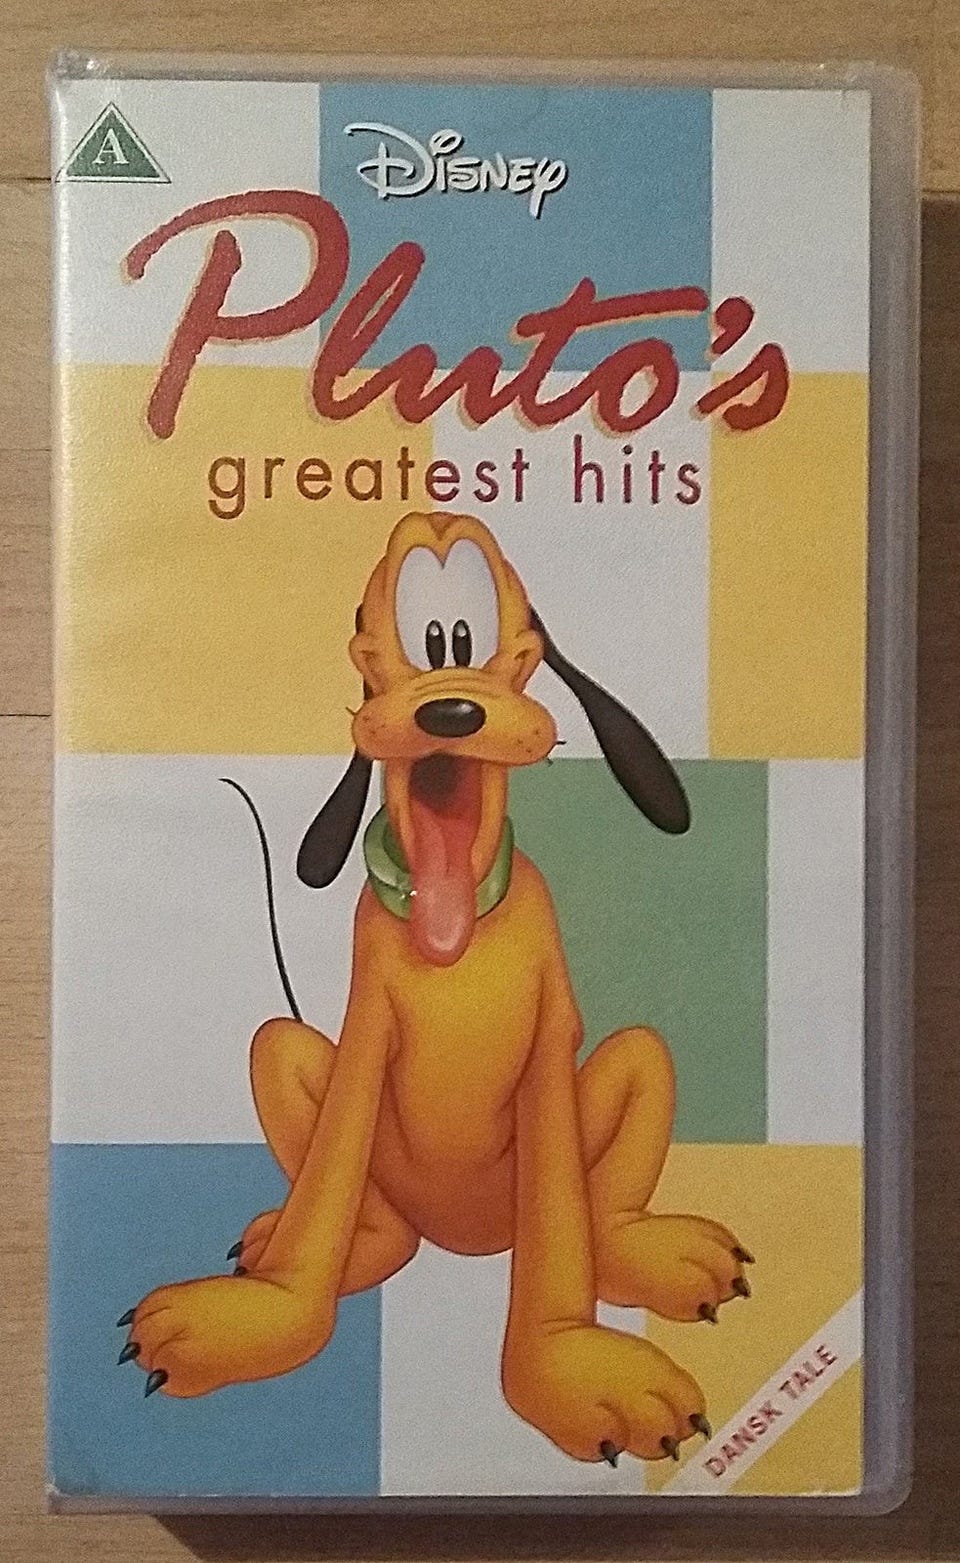 A
Disney
Pluto's
greatest hits
DANSK TALE